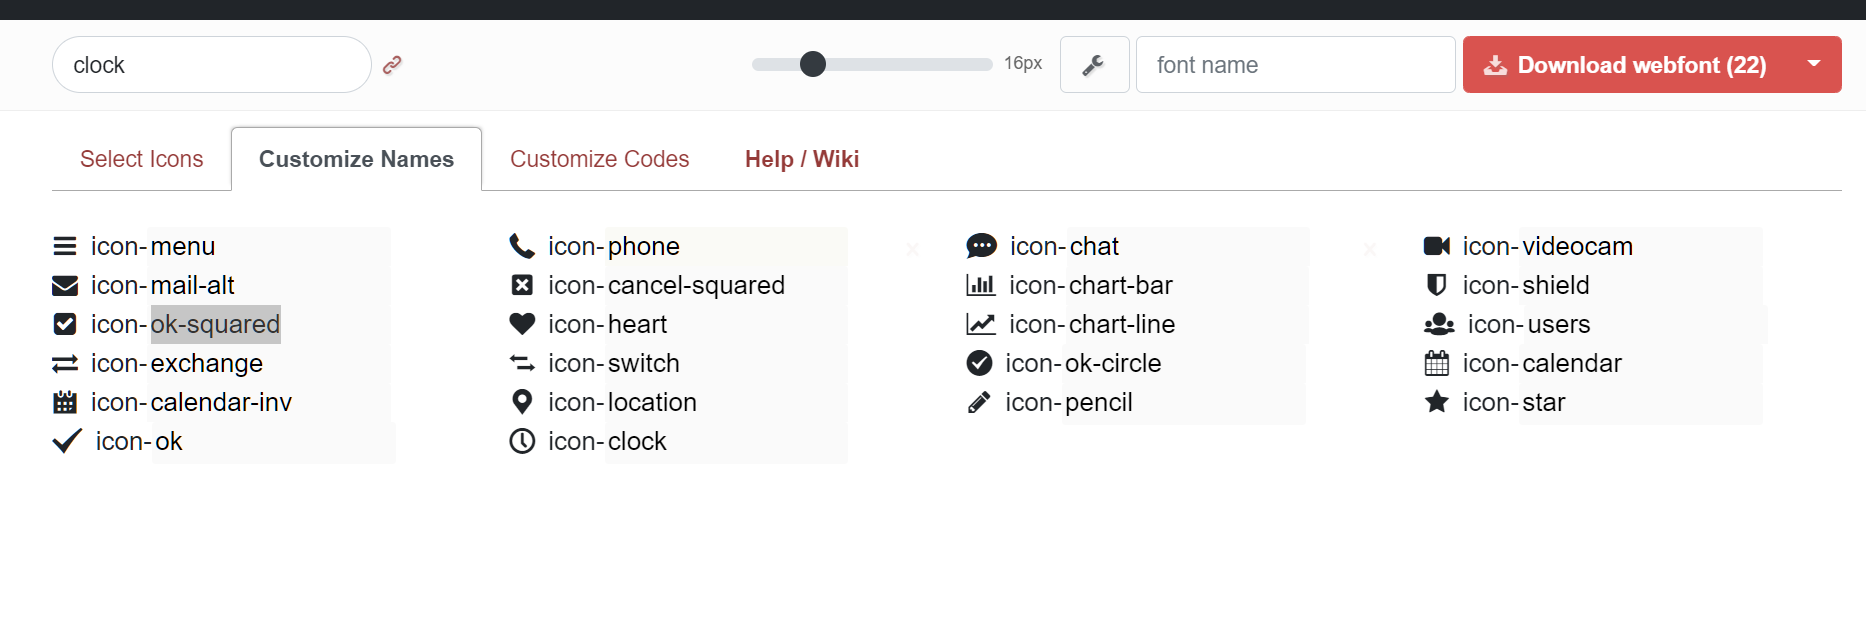 clock
16px
font name
Download webfont (22)
Select Icons
Customize Names
Customize Codes
Help / Wiki
icon-menu
icon-phone
icon-chat
icon-videocam
icon-mail-alt
icon-cancel-squared
icon-chart-bar
icon-shield
icon-ok-squared
icon-heart
icon-chart-line
icon-users
icon-exchange
icon-switch
icon-ok-circle
icon-calendar
icon-calendar-inv
icon-location
icon-pencil
icon-star
icon-ok
icon-clock